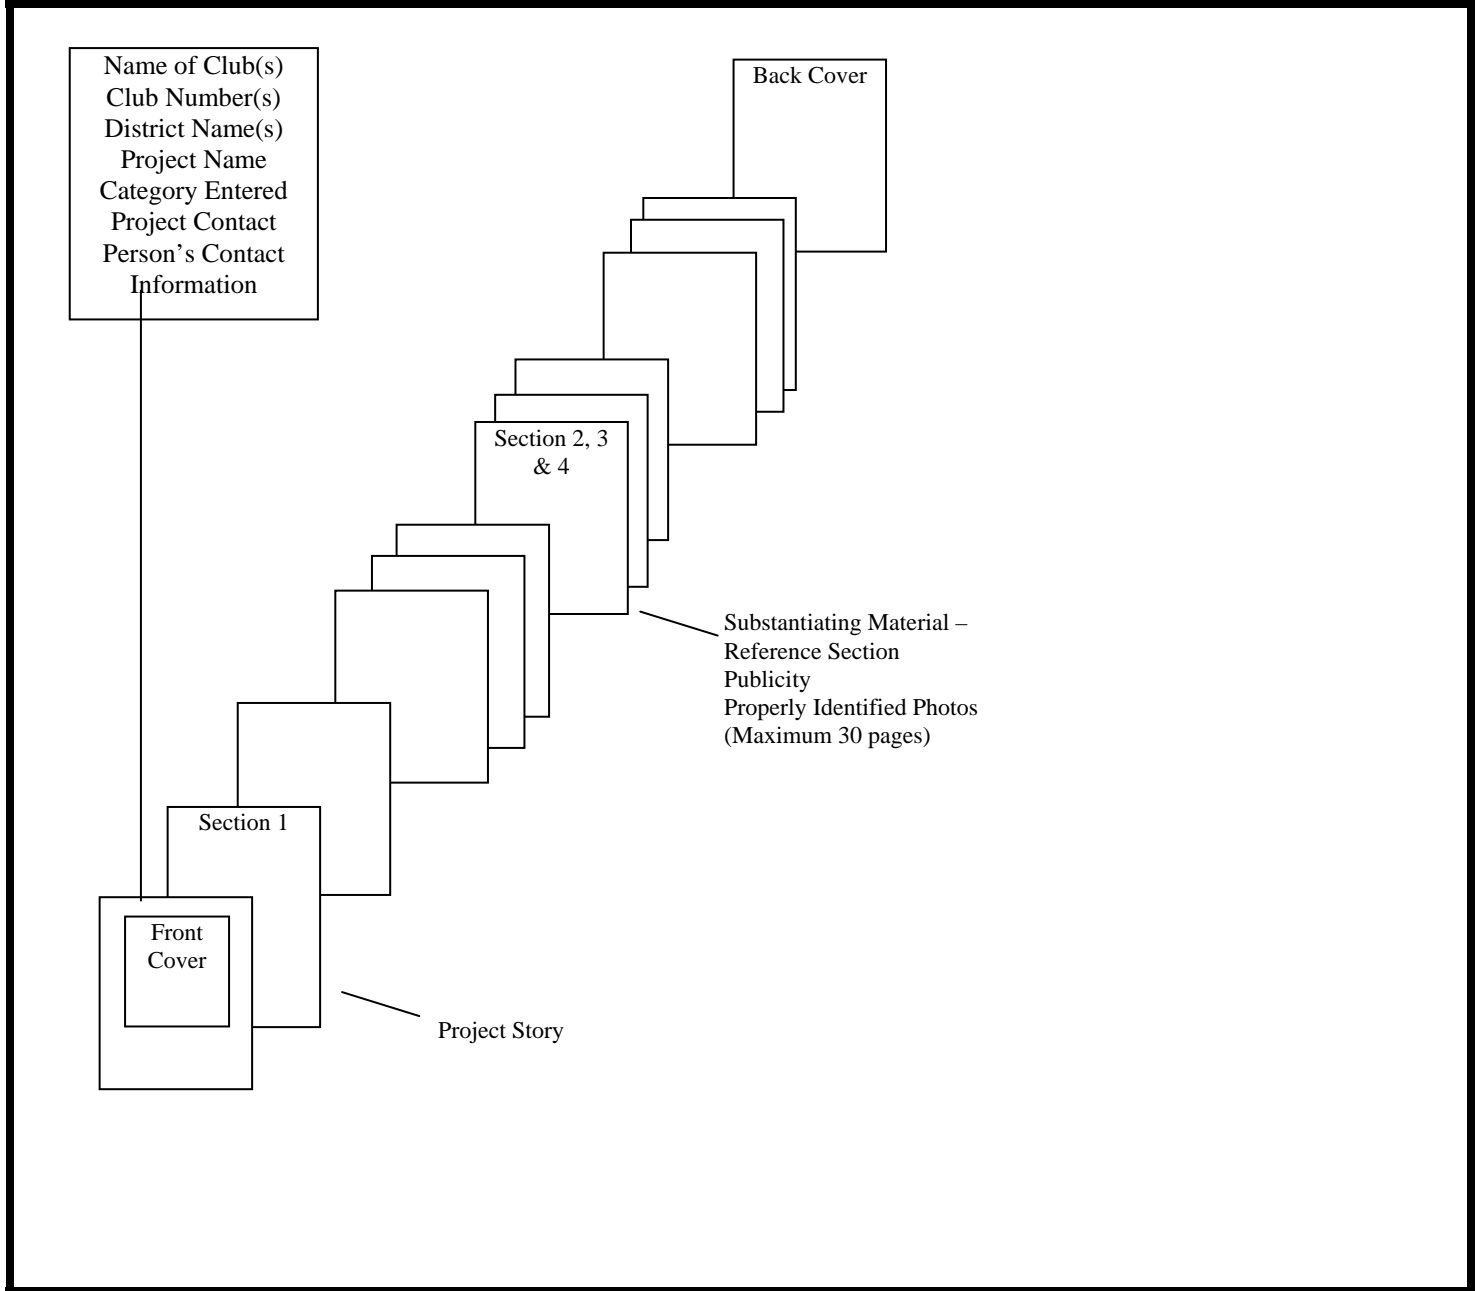 Name of Club(s)
Club Number(s)
District Name(s)
Project Name
Category Entered
Project Contact
Person’s Contact
Information
Back Cover
Section 2, 3
& 4
Substantiating Material –
Reference Section
Publicity
Properly Identified Photos
(Maximum 30 pages)
Section 1
Front
Cover
Project Story